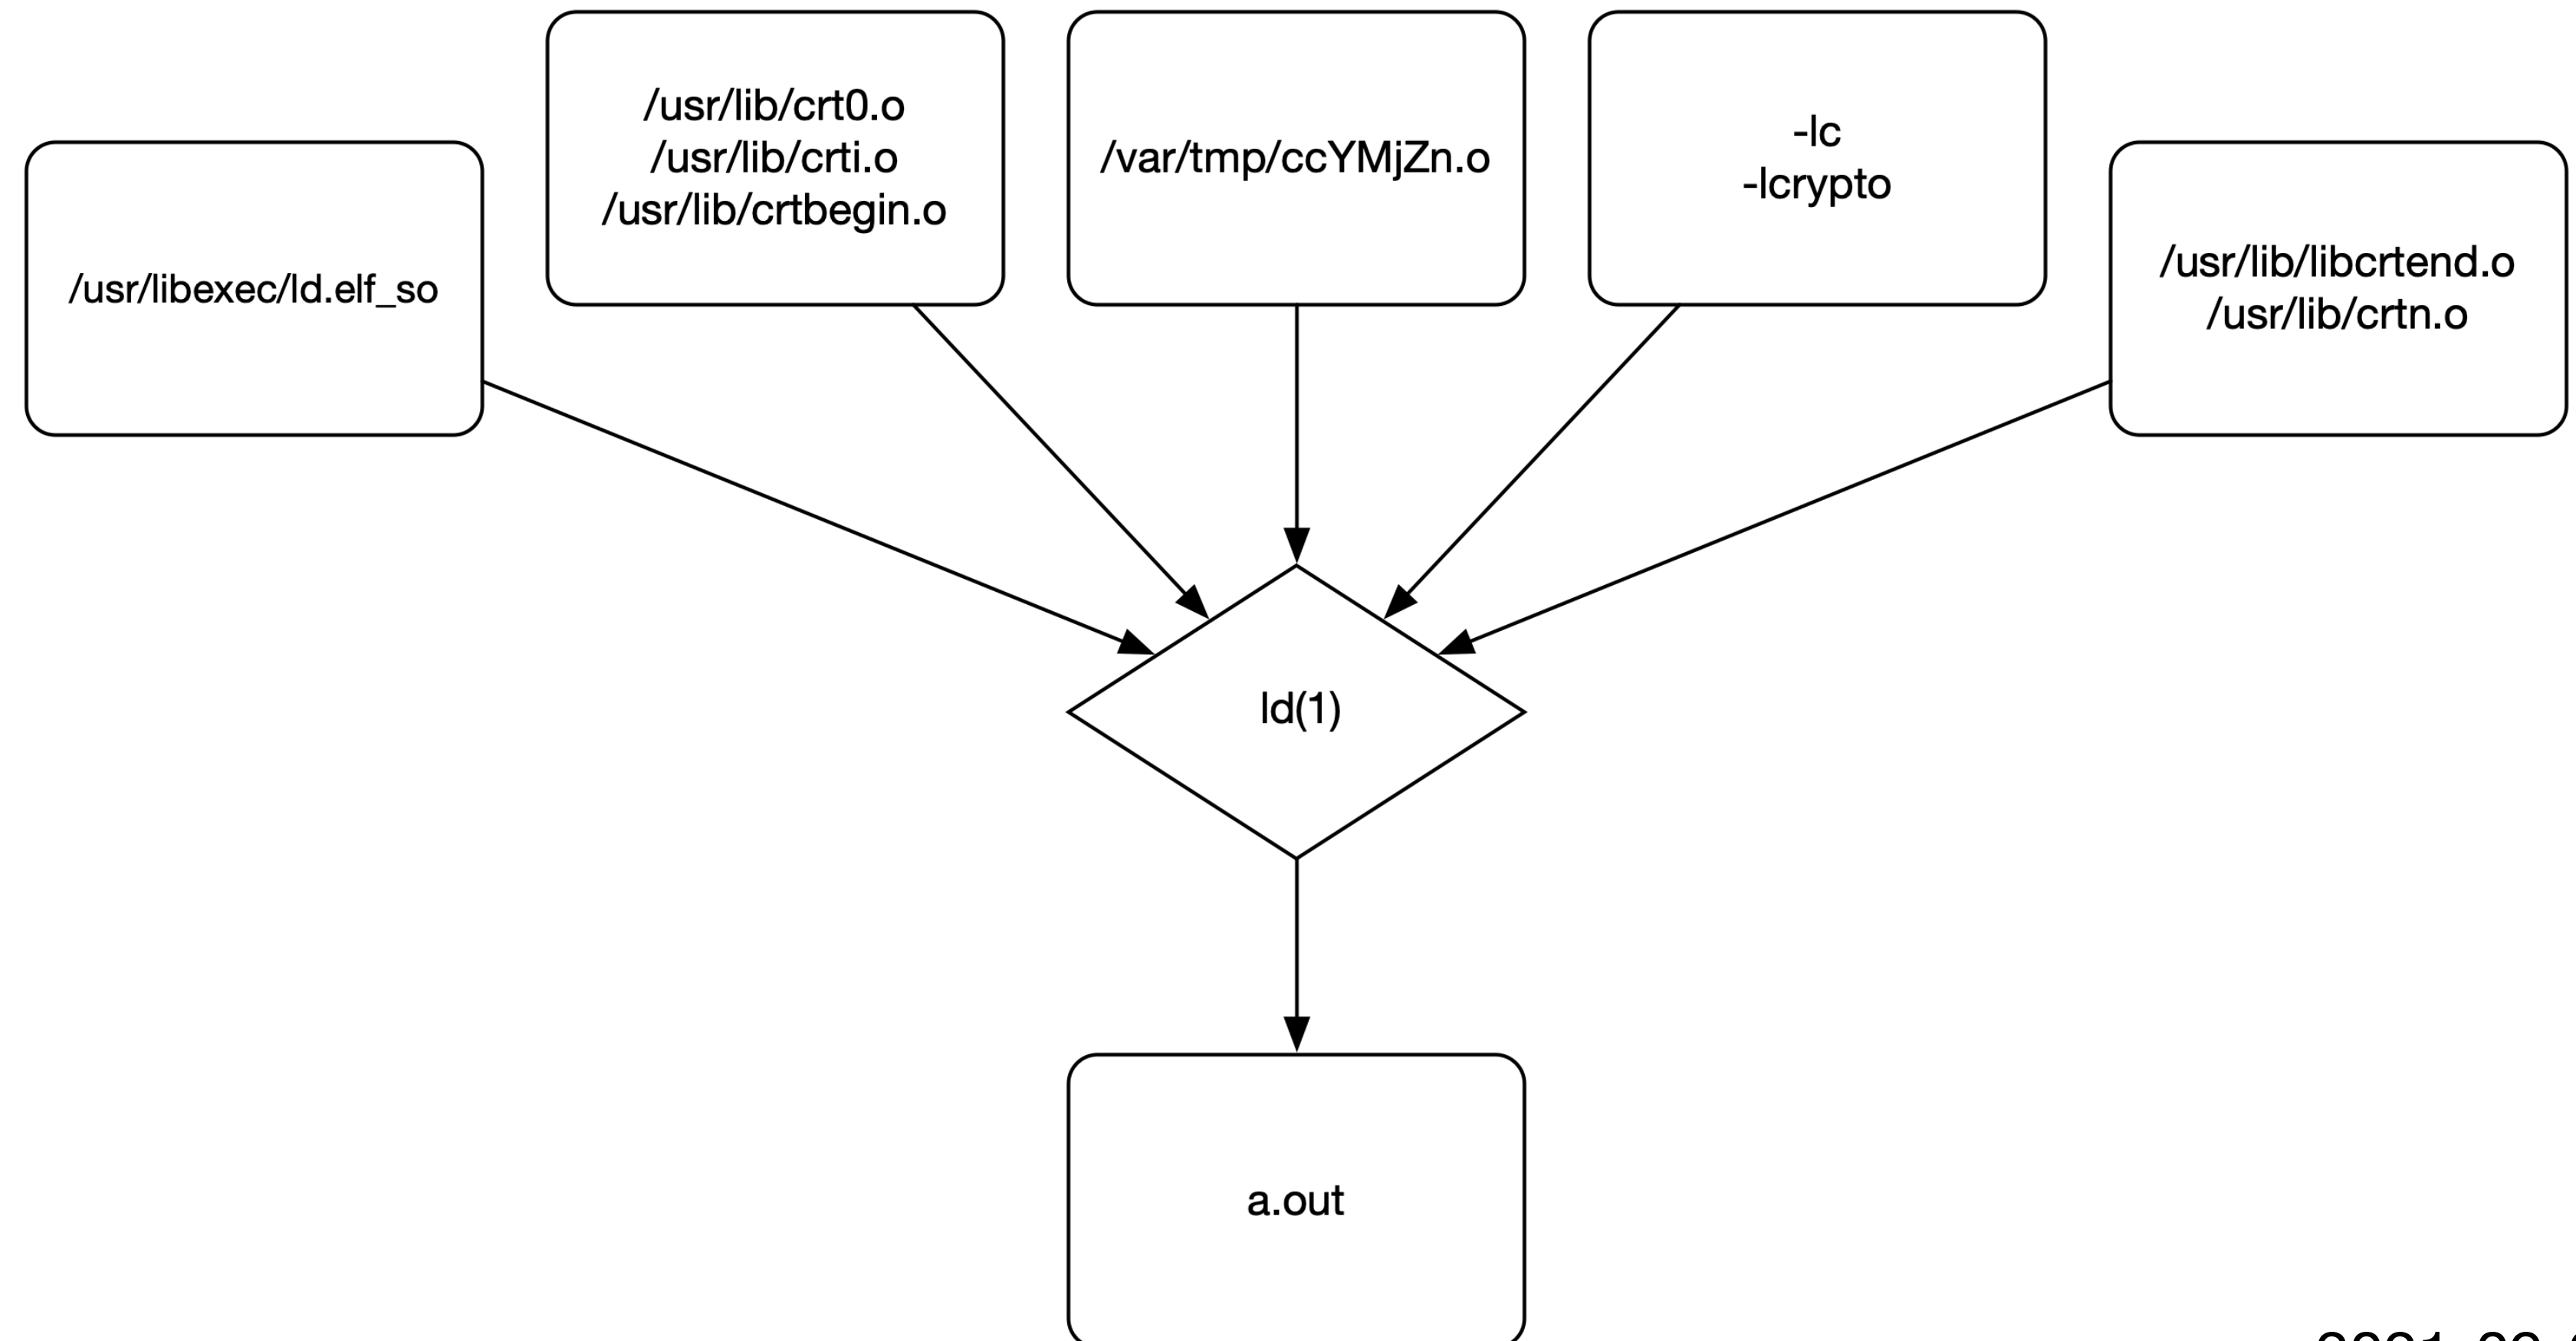 /usr/libexec/ld.elf_so
/usr/lib/crt0.o
/usr/lib/crti.o
/usr/lib/crtbegin.o
/var/tmp/ccYMjZn.o
-lc
-lcrypto
/usr/lib/libcrtend.o
/usr/lib/crtn.o
ld(1)
a.out